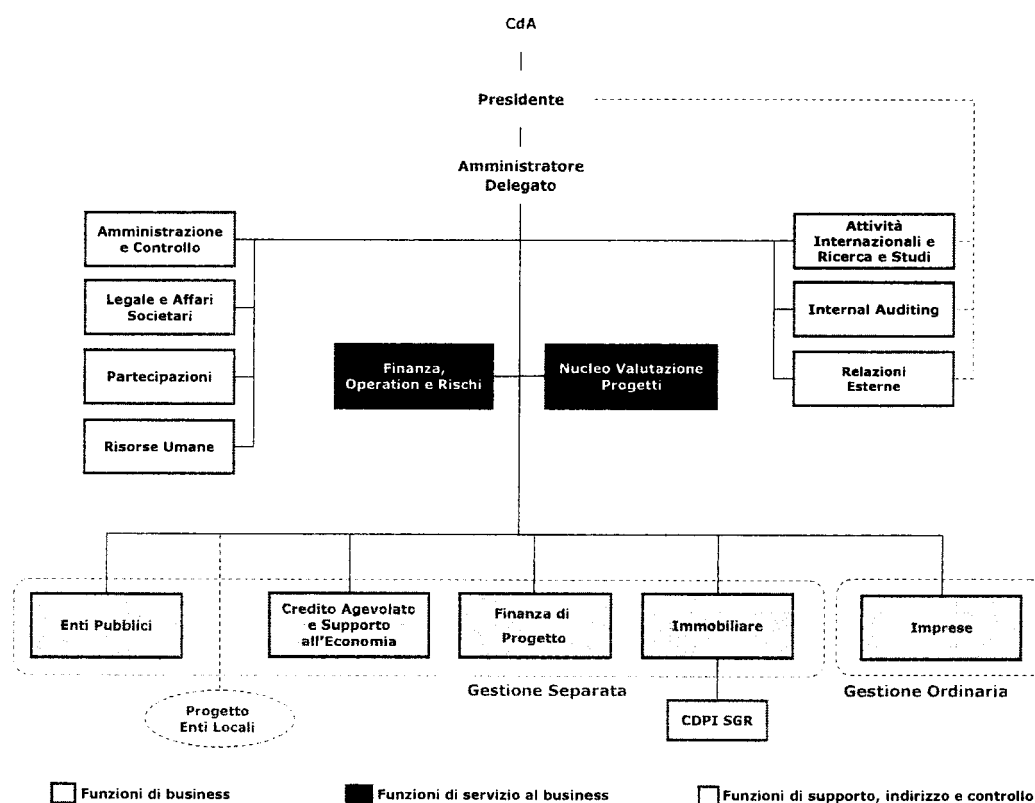 CdA
Presidente
Amministratore
Delegato
Amministrazione
e Controllo
Legale e Affari
Societari
Partecipazioni
Risorse Umane
Attività
Internazionali e
Ricerca e Studi
Internal Auditing
Relazioni
Esterne
Finanza,
Operation e Rischi
Nucleo Valutazione
Progetti
Enti Pubblici
Credito Agevolato
e Supporto
all'Economia
Finanza di
Progetto
Immobiliare
Imprese
Gestione Separata
Gestione Ordinaria
Progetto
Enti Locali
CDPI SGR
Funzioni di business
Funzioni di servizio al business
Funzioni di supporto, indirizzo e controllo